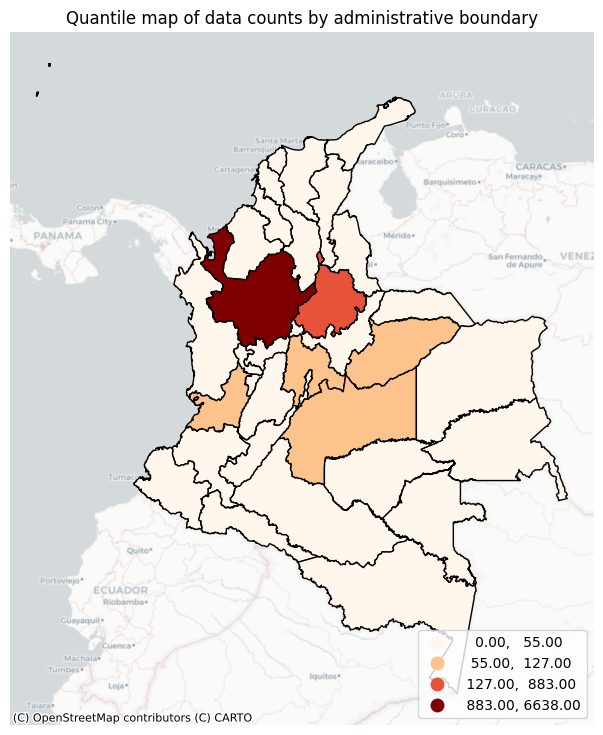 Quantile map of data counts by administrative boundary
ARUBA
CURAÇAO
Punto Fijo
Coro
Santa Marta
Barranqui
Cartagena
Maracaibo
CARACAS
Maracay
Barquisimeto
Colón
Panama City
PANAMA
Mérida
San Fernando
de Apure
VENEZ
Tumaco
Quito
Portoviejo
ECUADOR
Riobamba
Guayaquil
Cuenca
Machala
Tumbes
Loja
Iquitos
Talara
0.00, 55.00
55.00, 127.00
127.00, 883.00
883.00, 6638.00
(C) OpenStreetMap contributors (C) CARTO